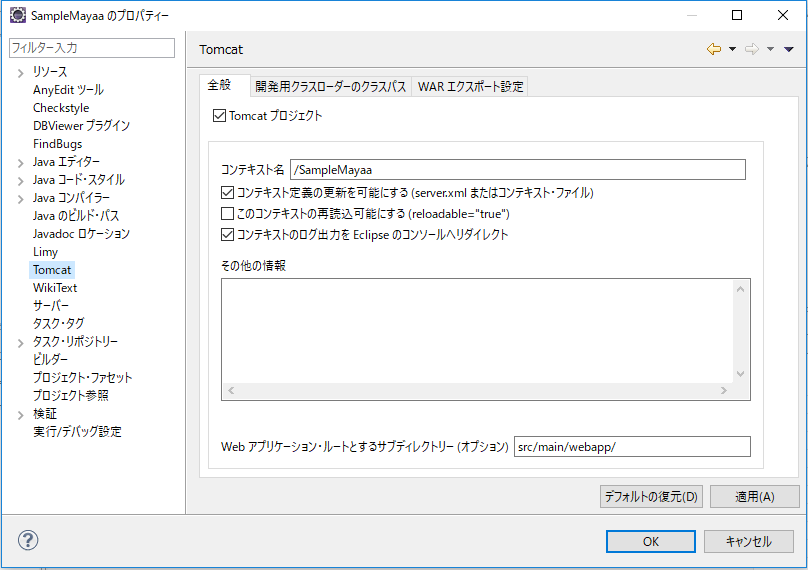 SampleMayaa のプロパティー
フィルター入力
リソース
AnyEdit ツール
Checkstyle
DBViewer プラグイン
FindBugs
Java エディター
Java コード・スタイル
Java コンパイラー
Java のビルド・パス
Javadoc ロケーション
Limy
Tomcat
WikiText
サーバー
タスク・タグ
タスク・リポジトリー
ビルダー
プロジェクト・ファセット
プロジェクト参照
検証
実行/デバッグ設定
Tomcat
全般 開発用クラスローダーのクラスパス WAR エクスポート設定
Tomcat プロジェクト
コンテキスト名 /SampleMayaa
コンテキスト定義の更新を可能にする (server.xml またはコンテキスト・ファイル)
このコンテキストの再読込可能にする (reloadable="true")
コンテキストのログ出力を Eclipse のコンソールへリダイレクト
その他の情報
Web アプリケーション・ルートとするサブディレクトリー (オプション) src/main/webapp/
デフォルトの復元(D) 適用(A)
? OK キャンセル